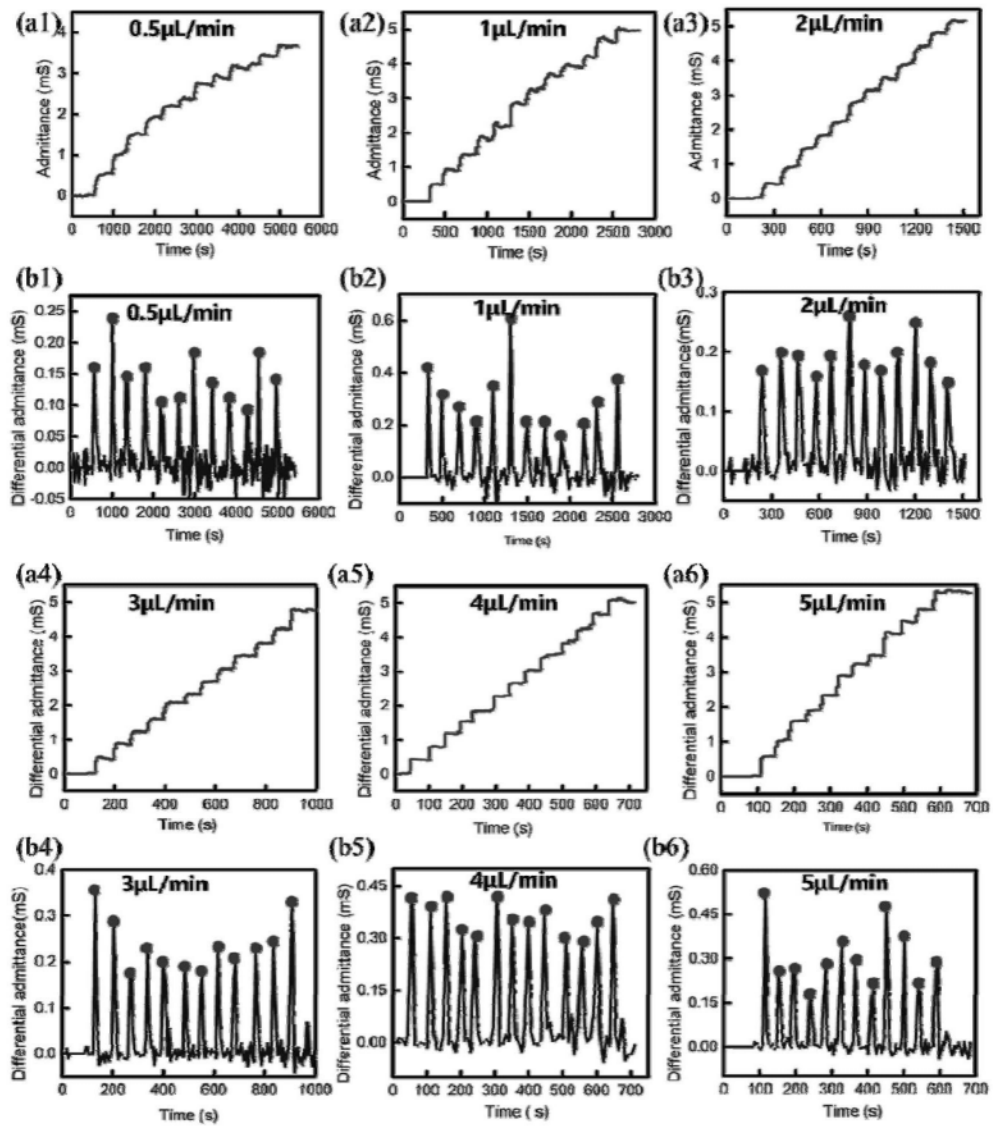 (a1) 0.5µL/min
Admittance (mS)
4
3
2
1
0
0 1000 2000 3000 4000 5000 6000
Time (s)
(a2) 1µL/min
Admittance (mS)
5
4
3
2
1
0
0 500 1000 1500 2000 2500 3000
Time (s)
(a3) 2µL/min
Admittance (mS)
5
4
3
2
1
0
0 300 600 900 1200 1500
Time (s)
(b1) 0.5µL/min
Differential admittance (mS)
0.25
0.20
0.15
0.10
0.05
0.00
-0.05
0 1000 2000 3000 4000 5000 6000
Time (s)
(b2) 1µL/min
Differential admittance (mS)
0.6
0.4
0.2
0.0
0 500 1000 1500 2000 2500 3000
Time (s)
(b3) 2µL/min
Differential admittance(mS)
0.3
0.2
0.1
0.0
0 300 600 900 1200 1500
Time (s)
(a4) 3µL/min
Differential admittance (mS)
5
4
3
2
1
0
0 200 400 600 800 1000
Time (s)
(a5) 4µL/min
Differential admittance (mS)
5
4
3
2
1
0
0 100 200 300 400 500 600 700
Time (s)
(a6) 5µL/min
Differential admittance (mS)
5
4
3
2
1
0
0 100 200 300 400 500 600 700
Time(s)
(b4) 3µL/min
Differential admittance(mS)
0.4
0.3
0.2
0.1
0.0
0 200 400 600 800 1000
Time (s)
(b5) 4µL/min
Differential admittance (mS)
0.45
0.30
0.15
0.00
0 100 200 300 400 500 600 700
Time ( s)
(b6) 5µL/min
Differential admittance (mS)
0.60
0.45
0.30
0.15
0.00
0 100 200 300 400 500 600 700
Time (s)